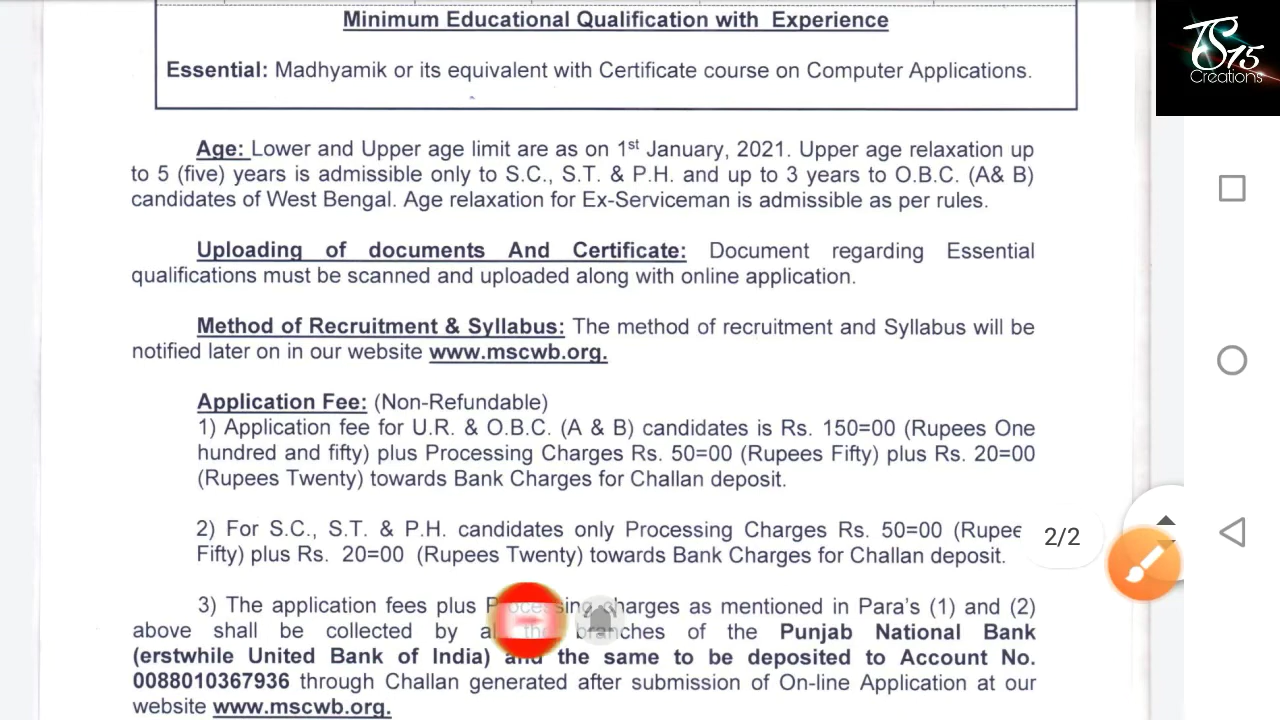 Minimum Educational Qualification with Experience
Essential: Madhyamik or its equivalent with Certificate course on Computer Applications.
TS 75
Creations
Age: Lower and Upper age limit are as on 1st January, 2021. Upper age relaxation up
to 5 (five) years is admissible only to S.C., S.T. & P.H. and up to 3 years to O.B.C. (A& B)
candidates of West Bengal. Age relaxation for Ex-Serviceman is admissible as per rules.
Uploading of documents And Certificate: Document regarding Essential
qualifications must be scanned and uploaded along with online application.
Method of Recruitment & Syllabus: The method of recruitment and Syllabus will be
notified later on in our website www.mscwb.org.
Application Fee: (Non-Refundable)
1) Application fee for U.R. & O.B.C. (A & B) candidates is Rs. 150=00 (Rupees One
hundred and fifty) plus Processing Charges Rs. 50=00 (Rupees Fifty) plus Rs. 20=00
(Rupees Twenty) towards Bank Charges for Challan deposit.
2) For S.C., S.T. & P.H. candidates only Processing Charges Rs. 50=00 (Rupee
Fifty) plus Rs. 20=00 (Rupees Twenty) towards Bank Charges for Challan deposit.
2/2
3) The application fees plus Processing charges as mentioned in Para's (1) and (2)
above shall be collected by all the branches of the Punjab National Bank
(erstwhile United Bank of India) and the same to be deposited to Account No.
0088010367936 through Challan generated after submission of On-line Application at our
website www.mscwb.org.